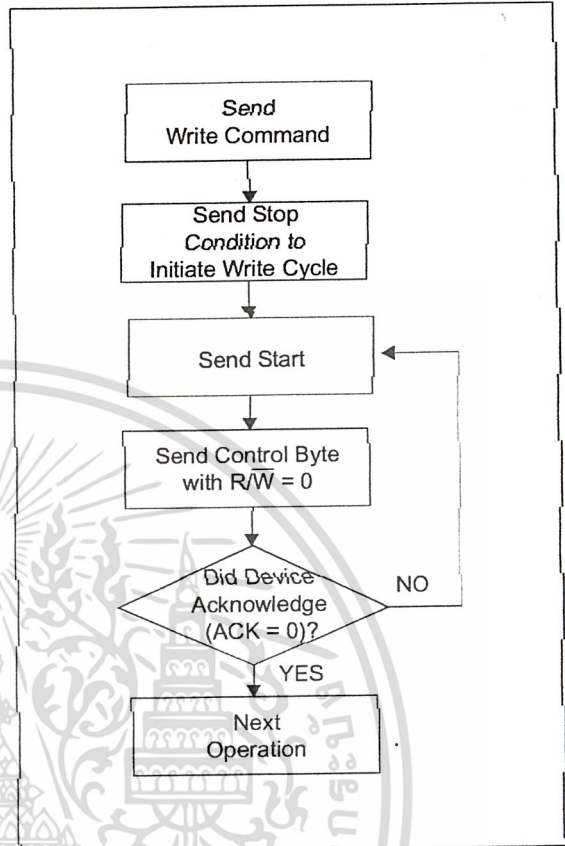 Send
Write Command
Send Stop
Condition to
Initiate Write Cycle
Send Start
Send Control Byte
with R/W̅ = 0
Did Device
Acknowledge
(ACK = 0)?
NO
YES
Next
Operation